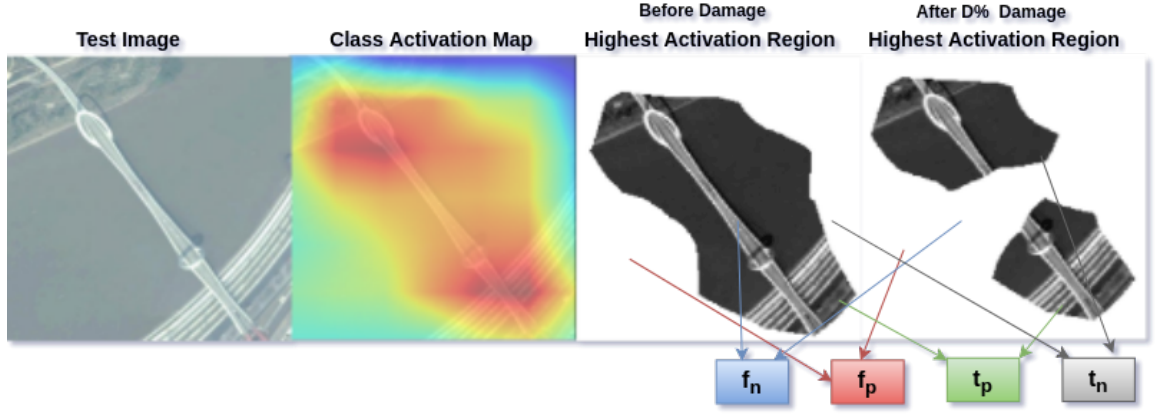 Before Damage
After D% Damage
Test Image
Class Activation Map
Highest Activation Region
Highest Activation Region
fn
fp
tp
tn